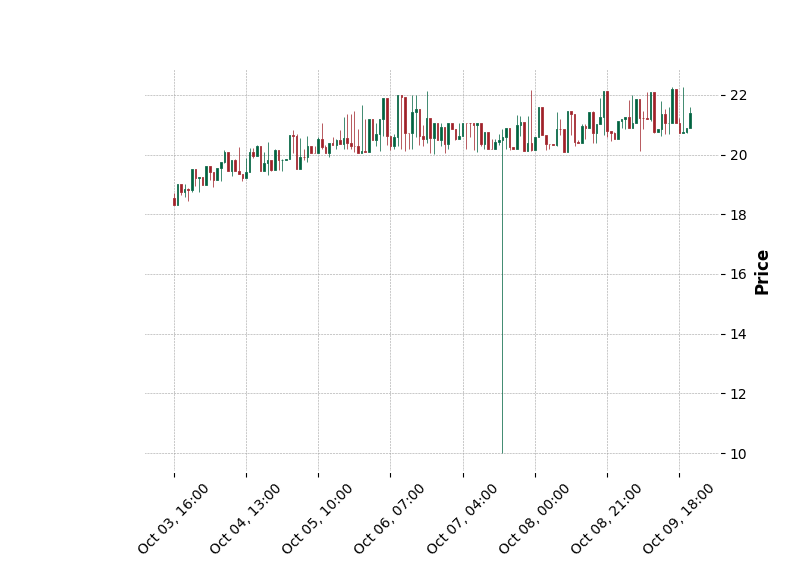 22
20
18
16
14
12
10
Price
Oct 03, 16:00
Oct 04, 13:00
Oct 05, 10:00
Oct 06, 07:00
Oct 07, 04:00
Oct 08, 00:00
Oct 08, 21:00
Oct 09, 18:00